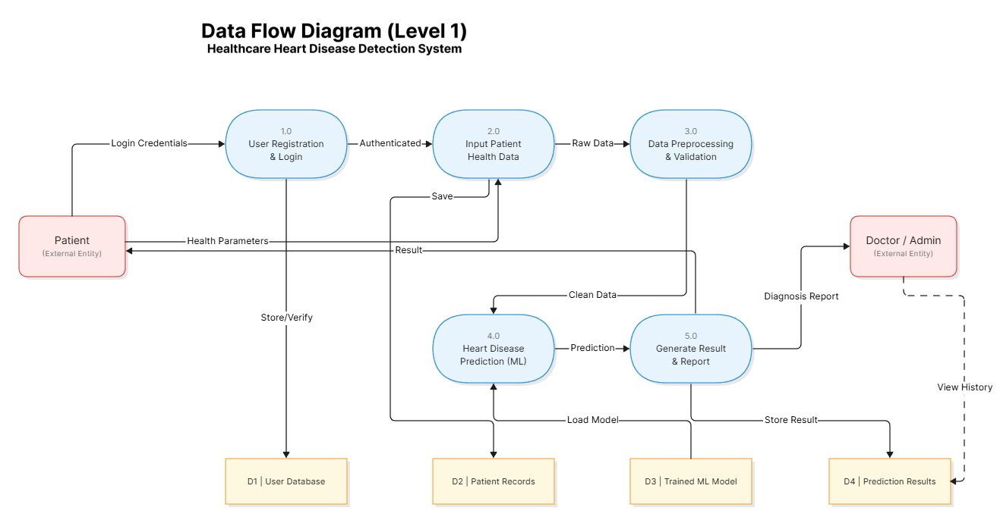 Data Flow Diagram (Level 1)
Healthcare Heart Disease Detection System
1.0
User Registration
& Login
2.0
Input Patient
Health Data
3.0
Data Preprocessing
& Validation
Login Credentials
Authenticated
Raw Data
Save
Patient
(External Entity)
Health Parameters
Result
Doctor / Admin
(External Entity)
Clean Data
Diagnosis Report
Store/Verify
4.0
Heart Disease
Prediction (ML)
Prediction
5.0
Generate Result
& Report
View History
Load Model
Store Result
D1 | User Database
D2 | Patient Records
D3 | Trained ML Model
D4 | Prediction Results